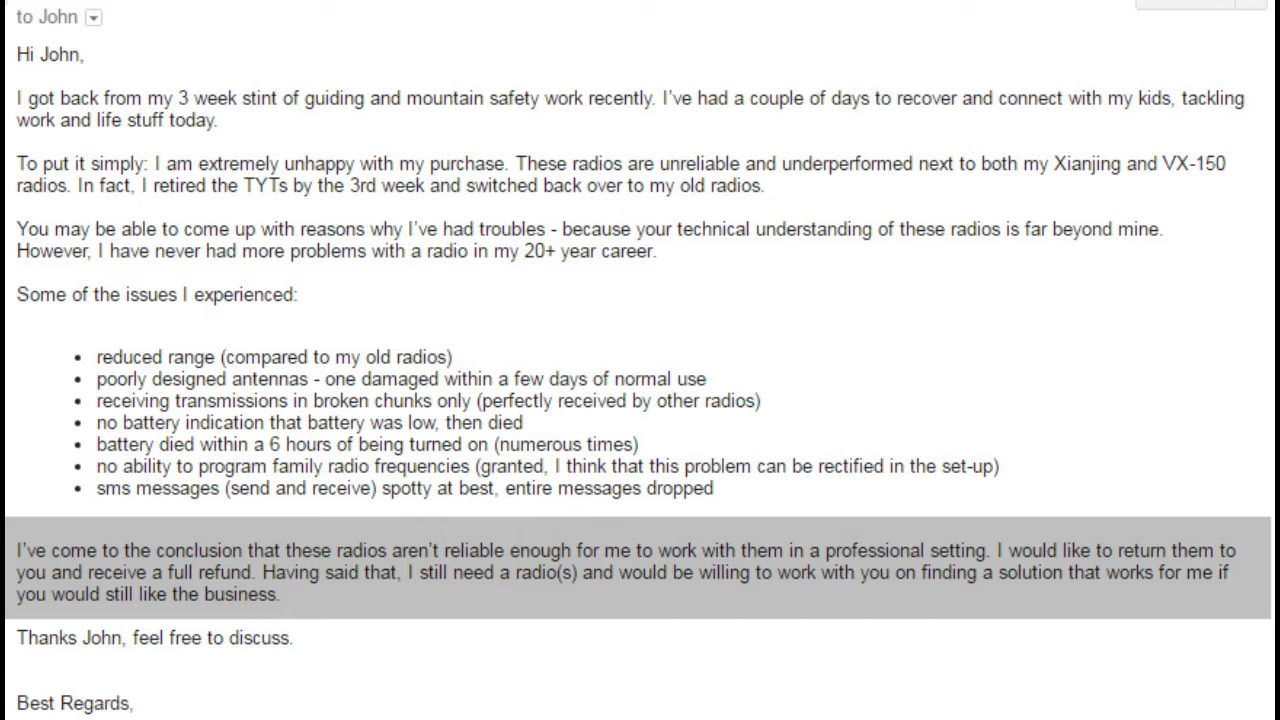 to John
Hi John,
I got back from my 3 week stint of guiding and mountain safety work recently. I've had a couple of days to recover and connect with my kids, tackling
work and life stuff today.
To put it simply: I am extremely unhappy with my purchase. These radios are unreliable and underperformed next to both my Xianjing and VX-150
radios. In fact, I retired the TYTs by the 3rd week and switched back over to my old radios.
You may be able to come up with reasons why I've had troubles - because your technical understanding of these radios is far beyond mine.
However, I have never had more problems with a radio in my 20+ year career.
Some of the issues I experienced:
• reduced range (compared to my old radios)
• poorly designed antennas - one damaged within a few days of normal use
• receiving transmissions in broken chunks only (perfectly received by other radios)
• no battery indication that battery was low, then died
• battery died within a 6 hours of being turned on (numerous times)
• no ability to program family radio frequencies (granted, I think that this problem can be rectified in the set-up)
• sms messages (send and receive) spotty at best, entire messages dropped
I've come to the conclusion that these radios aren't reliable enough for me to work with them in a professional setting. I would like to return them to
you and receive a full refund. Having said that, I still need a radio(s) and would be willing to work with you on finding a solution that works for me if
you would still like the business.
Thanks John, feel free to discuss.
Best Regards,